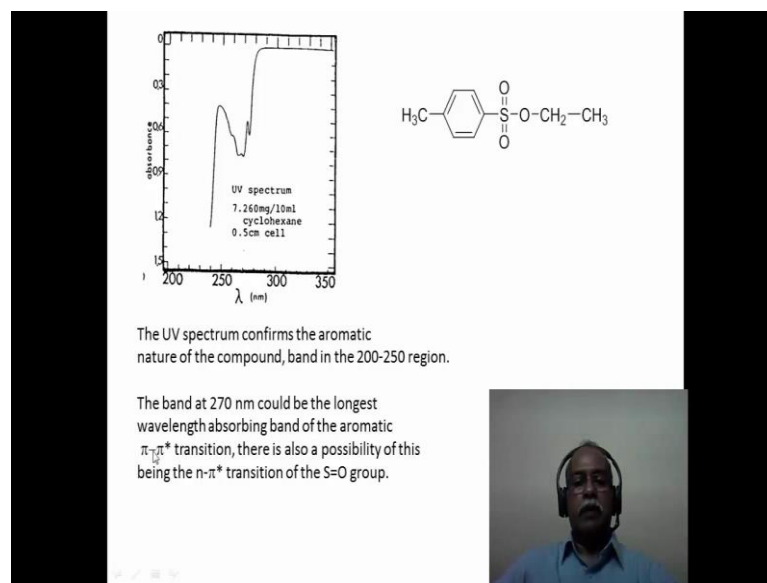 0
0.3
0.6
0.9
1.2
1.5
absorbance
UV spectrum
7.260mg/10ml
cyclohexane
0.5cm cell
200 250 300 350
λ (nm)
O
H₃C S-O-CH₂-CH₃
O
The UV spectrum confirms the aromatic
nature of the compound, band in the 200-250 region.
The band at 270 nm could be the longest
wavelength absorbing band of the aromatic
π-π* transition, there is also a possibility of this
being the n-π* transition of the S=O group.